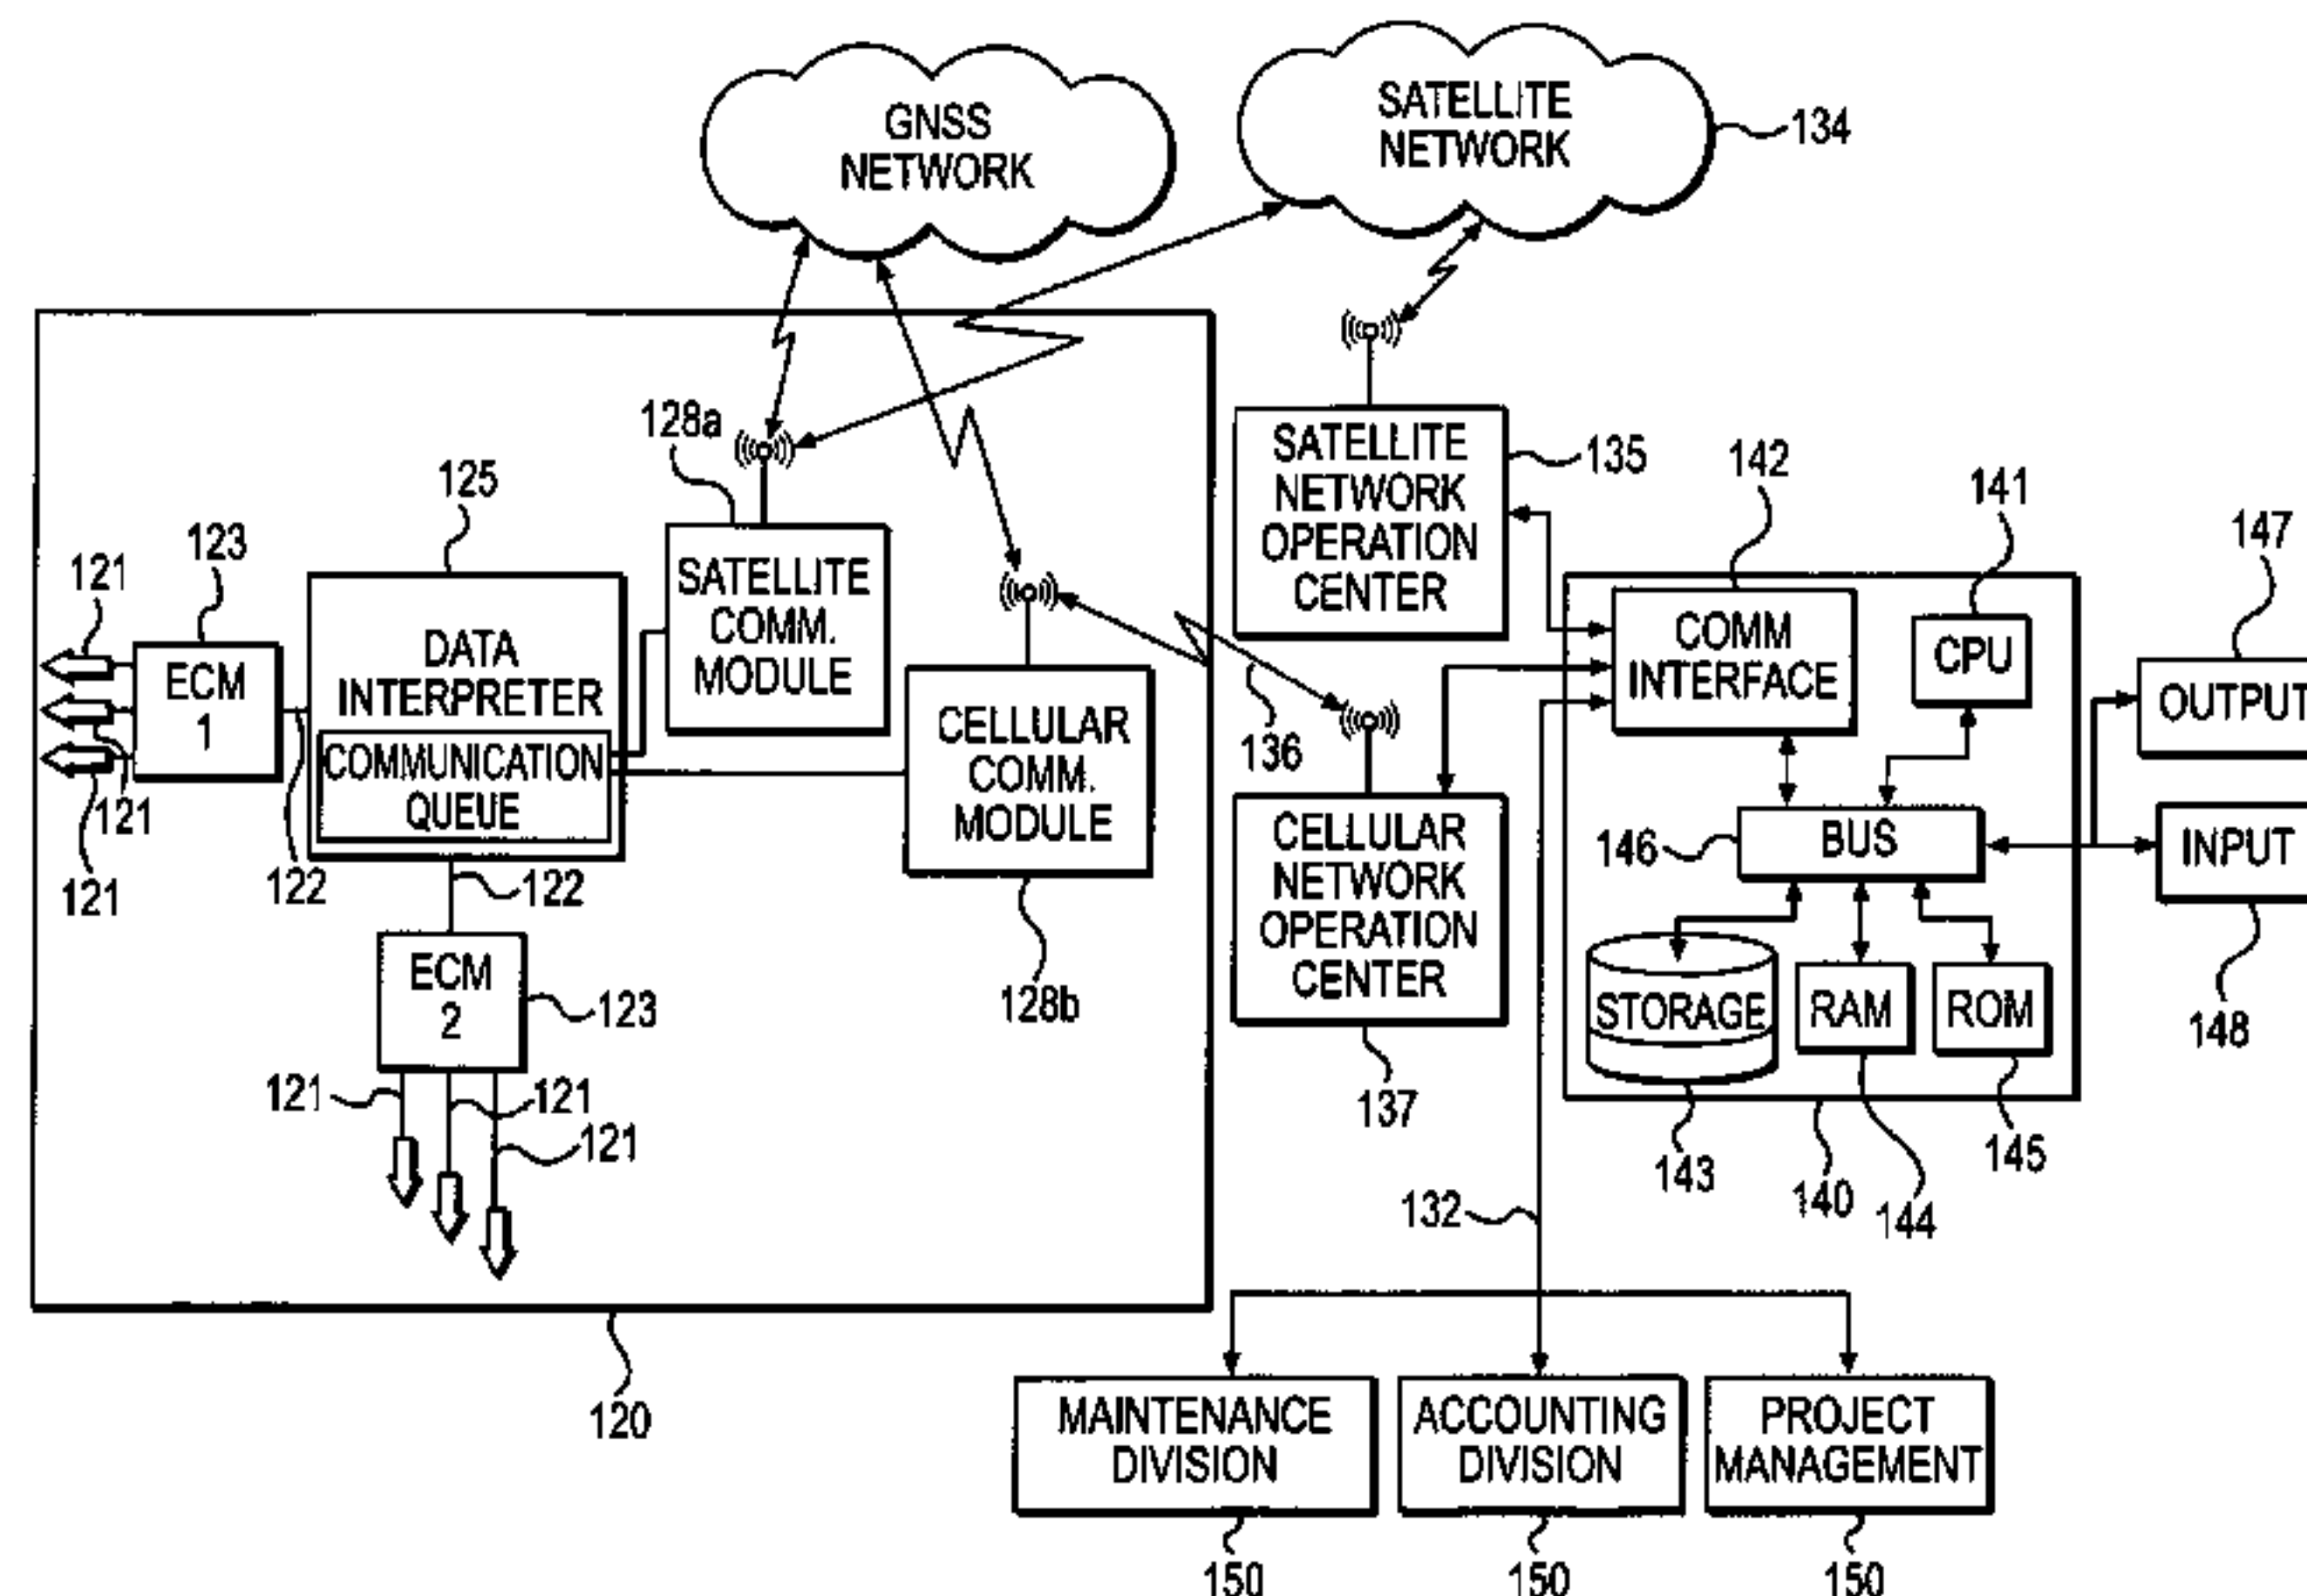 GNSS
NETWORK
SATELLITE
NETWORK
134
128a
SATELLITE
COMM.
MODULE
125
DATA
INTERPRETER
COMMUNICATION
QUEUE
123
ECM
1
121
121
121
122
122
ECM
2
123
121
121
121
CELLULAR
COMM.
MODULE
128b
120
SATELLITE
NETWORK
OPERATION
CENTER
135
136
CELLULAR
NETWORK
OPERATION
CENTER
137
142
COMM
INTERFACE
141
CPU
147
OUTPUT
146
BUS
INPUT
148
STORAGE
RAM
ROM
143
140
144
145
132
MAINTENANCE
DIVISION
ACCOUNTING
DIVISION
PROJECT
MANAGEMENT
150
150
150